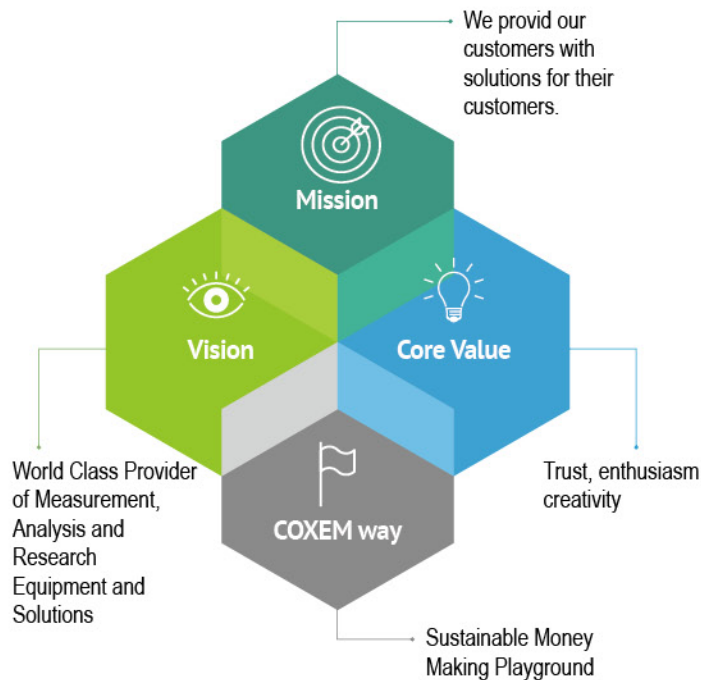 We provid our
customers with
solutions for their
customers.
Mission
Vision
Core Value
World Class Provider
of Measurement,
Analysis and
Research
Equipment and
Solutions
Trust, enthusiasm
creativity
COXEM way
Sustainable Money
Making Playground